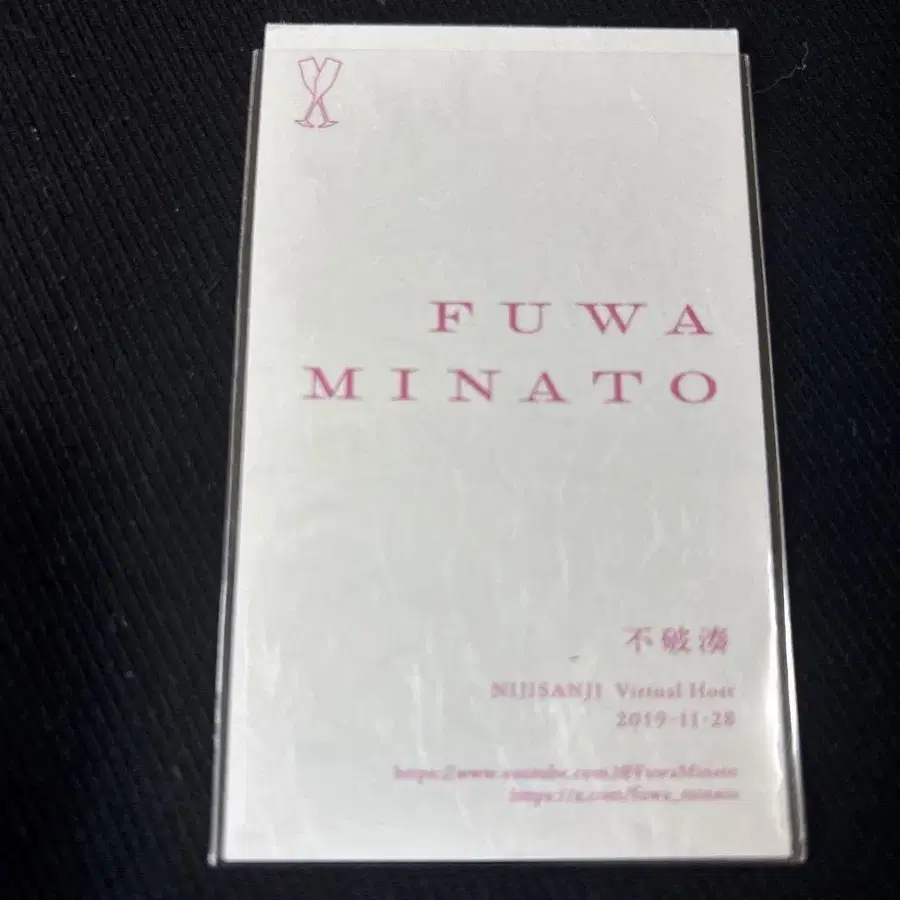 FUWA
MINATO
不破湊
NIJISANJI Virtual Host
2019-11-28
https://www.youtube.com/@FuwaMinato
https://x.com/fuwa_minato